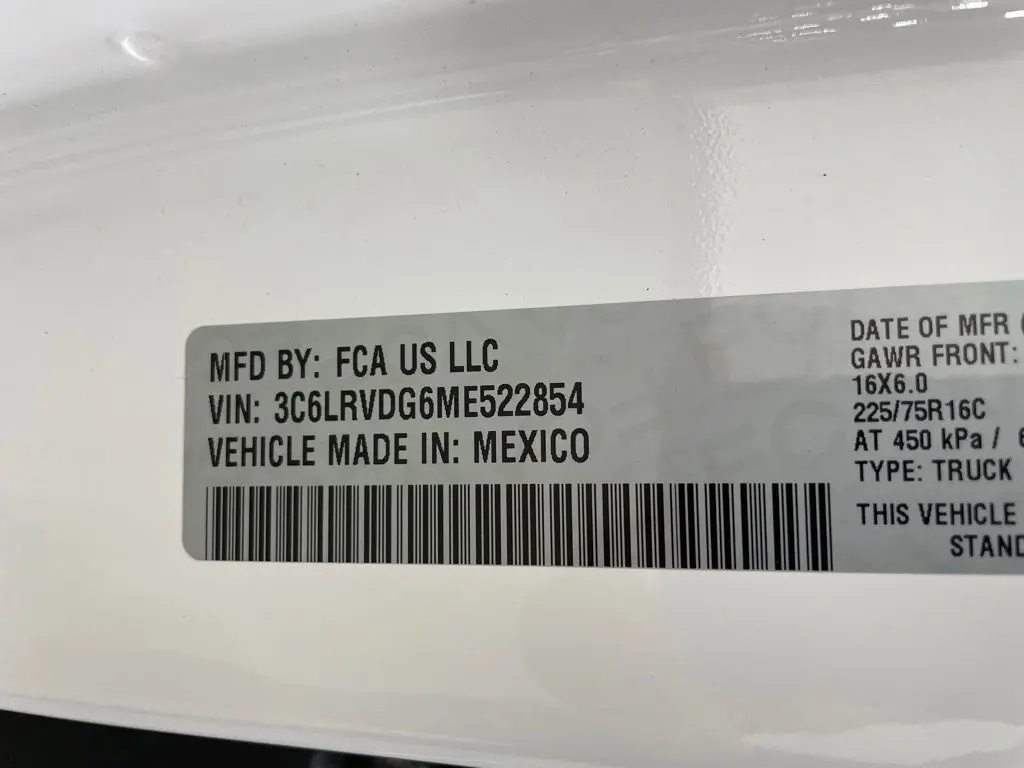 MFD BY: FCA US LLC
VIN: 3C6LRVDG6ME522854
VEHICLE MADE IN: MEXICO
DATE OF MFR
GAWR FRONT:
16X6.0
225/75R16C
AT 450 kPa /
TYPE: TRUCK
THIS VEHICLE
STAND